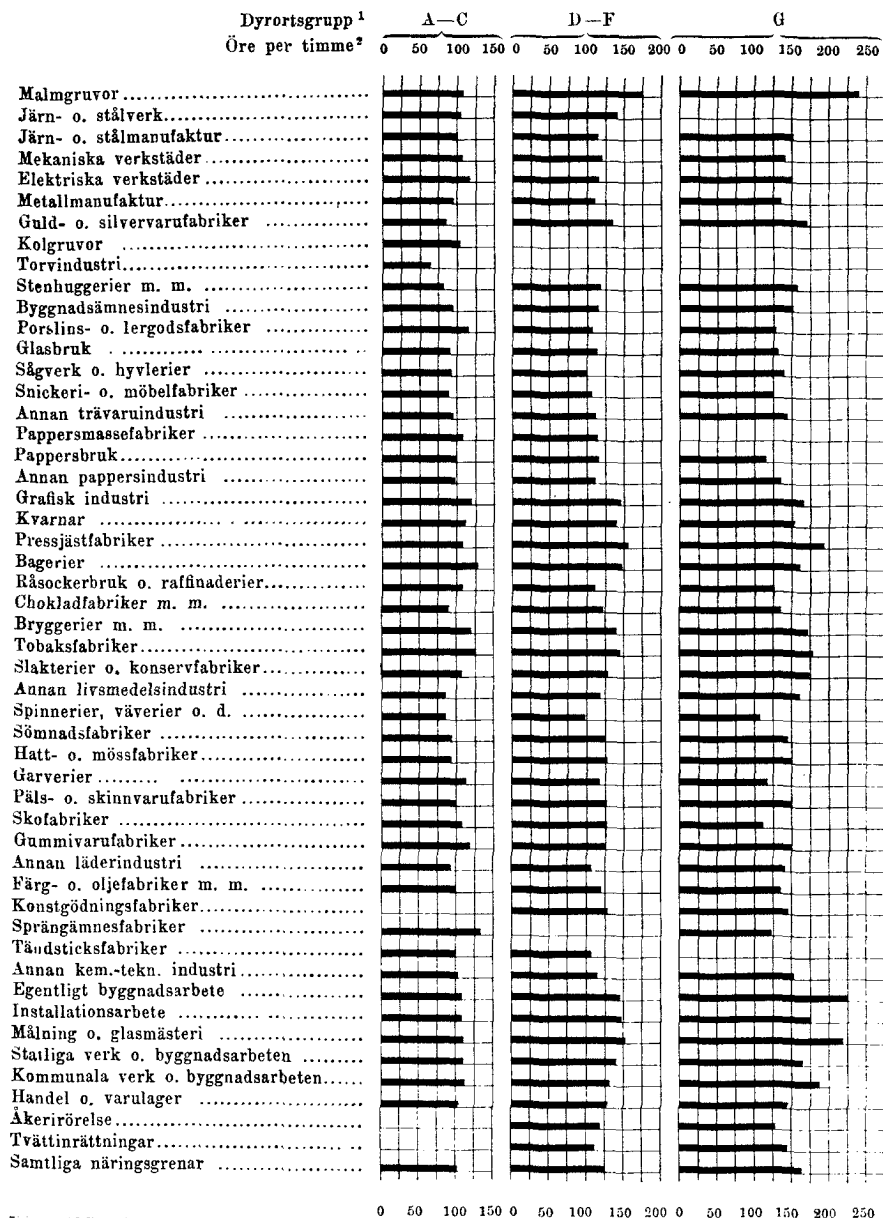 Dyrortsgrupp ¹ A—C D—F G
Öre per timme² 0 50 100 150 0 50 100 150 200 0 50 100 150 200 250
Malmgruvor
Järn- o. stålverk
Järn- o. stålmanufaktur
Mekaniska verkstäder
Elektriska verkstäder
Metallmanufaktur
Guld- o. silvervarufabriker
Kolgruvor
Torvindustri
Stenhuggerier m. m.
Byggnadsämnesindustri
Porslins- o. lergodsfabriker
Glasbruk
Sågverk o. hyvlerier
Snickeri- o. möbelfabriker
Annan trävaruindustri
Pappersmassefabriker
Pappersbruk
Annan pappersindustri
Grafisk industri
Kvarnar
Pressjästfabriker
Bagerier
Råsockerbruk o. raffinaderier
Chokladfabriker m. m.
Bryggerier m. m.
Tobaksfabriker
Slakterier o. konservfabriker
Annan livsmedelsindustri
Spinnerier, väverier o. d.
Sömnadsfabriker
Hatt- o. mössfabriker
Garverier
Päls- o. skinnvarufabriker
Skofabriker
Gummivarufabriker
Annan läderindustri
Färg- o. oljefabriker m. m.
Konstgödningsfabriker
Sprängämnesfabriker
Tändsticksfabriker
Annan kem.-tekn. industri
Egentligt byggnadsarbete
Installationsarbete
Målning o. glasmästeri
Statliga verk o. byggnadsarbeten
Kommunala verk o. byggnadsarbeten
Handel o. varulager
Åkerirörelse
Tvättinrättningar
Samtliga näringsgrenar
0 50 100 150 0 50 100 150 200 0 50 100 150 200 250